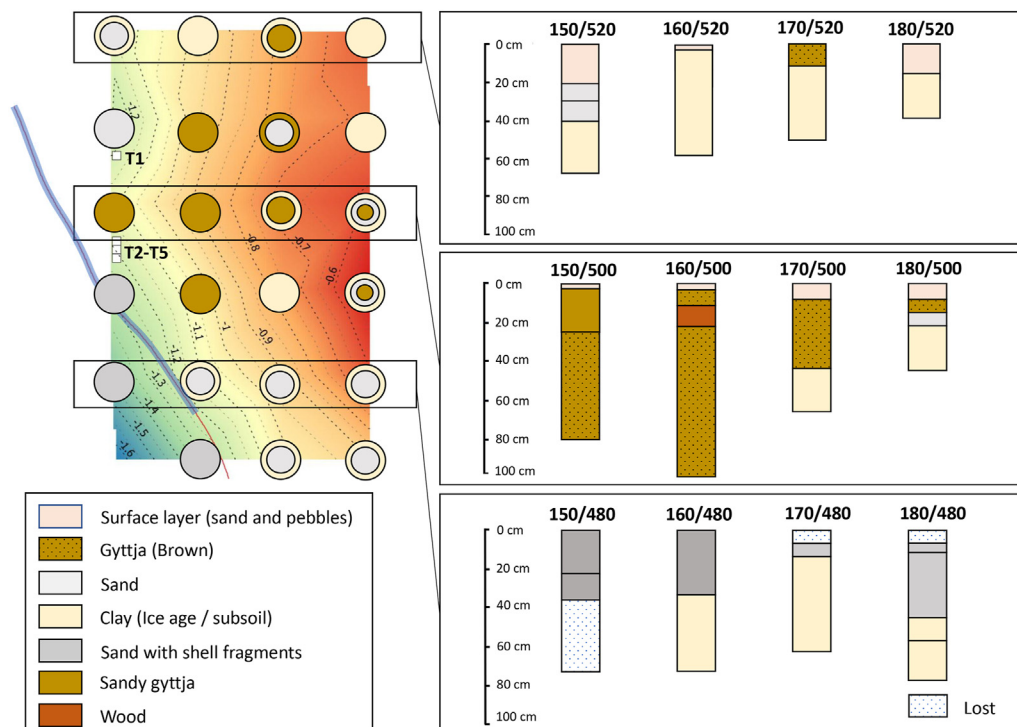 150/520 160/520 170/520 180/520
0 cm
20 cm
40 cm
60 cm
80 cm
100 cm
-1.2
T1
T2-T5
-0.8
-0.7
-0.6
-1
-0.9
-1.1
-1.2
-1.3
-1.4
-1.5
-1.6
150/500 160/500 170/500 180/500
0 cm
20 cm
40 cm
60 cm
80 cm
100 cm
150/480 160/480 170/480 180/480
0 cm
20 cm
40 cm
60 cm
80 cm
100 cm
Lost
Surface layer (sand and pebbles)
Gyttja (Brown)
Sand
Clay (Ice age / subsoil)
Sand with shell fragments
Sandy gyttja
Wood